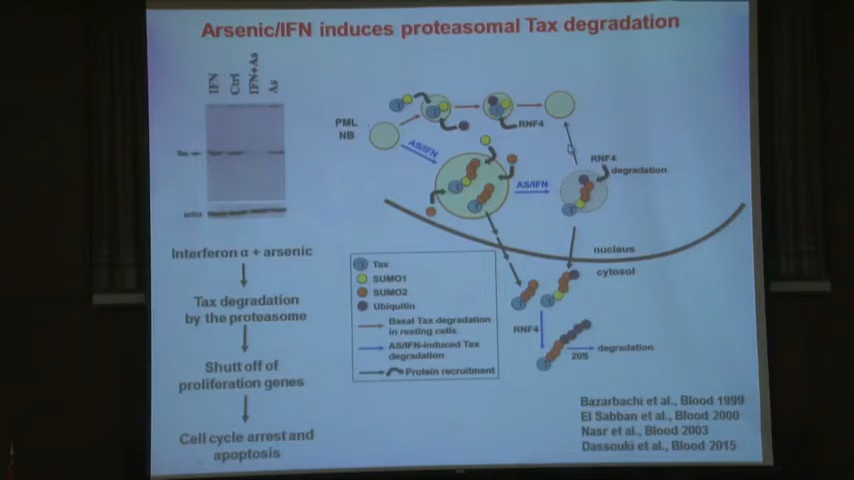 Arsenic/IFN induces proteasomal Tax degradation
IFN
Ctrl
IFN+As
As
Tax
actin
Interferon α + arsenic
Tax degradation
by the proteasome
Shutt off of
proliferation genes
Cell cycle arrest and
apoptosis
PML
NB
AS/IFN
RNF4
AS/IFN
RNF4
degradation
nucleus
cytosol
RNF4
20S
degradation
Tax
SUMO1
SUMO2
Ubiquitin
Basal Tax degradation
in resting cells
AS/IFN-induced Tax
degradation
Protein recruitment
Bazarbachi et al., Blood 1999
El Sabban et al., Blood 2000
Nasr et al., Blood 2003
Dassouki et al., Blood 2015